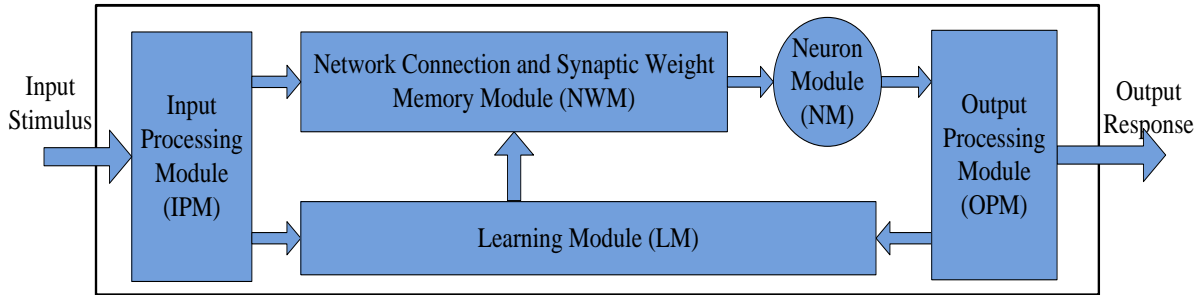 Input
Stimulus
Input
Processing
Module
(IPM)
Network Connection and Synaptic Weight
Memory Module (NWM)
Neuron
Module
(NM)
Learning Module (LM)
Output
Processing
Module
(OPM)
Output
Response